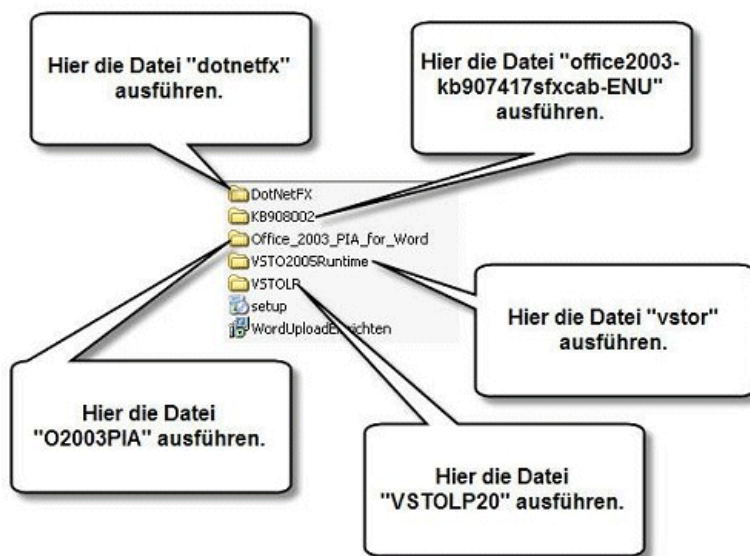 Hier die Datei "dotnetfx"
ausführen.
Hier die Datei "office2003-
kb907417sfxcab-ENU"
ausführen.
DotNetFX
KB908002
Office_2003_PIA_for_Word
VSTO2005Runtime
VSTOLP
setup
Hier die Datei "vstor"
ausführen.
Hier die Datei
"O2003PIA" ausführen.
Hier die Datei
"VSTOLP20" ausführen.